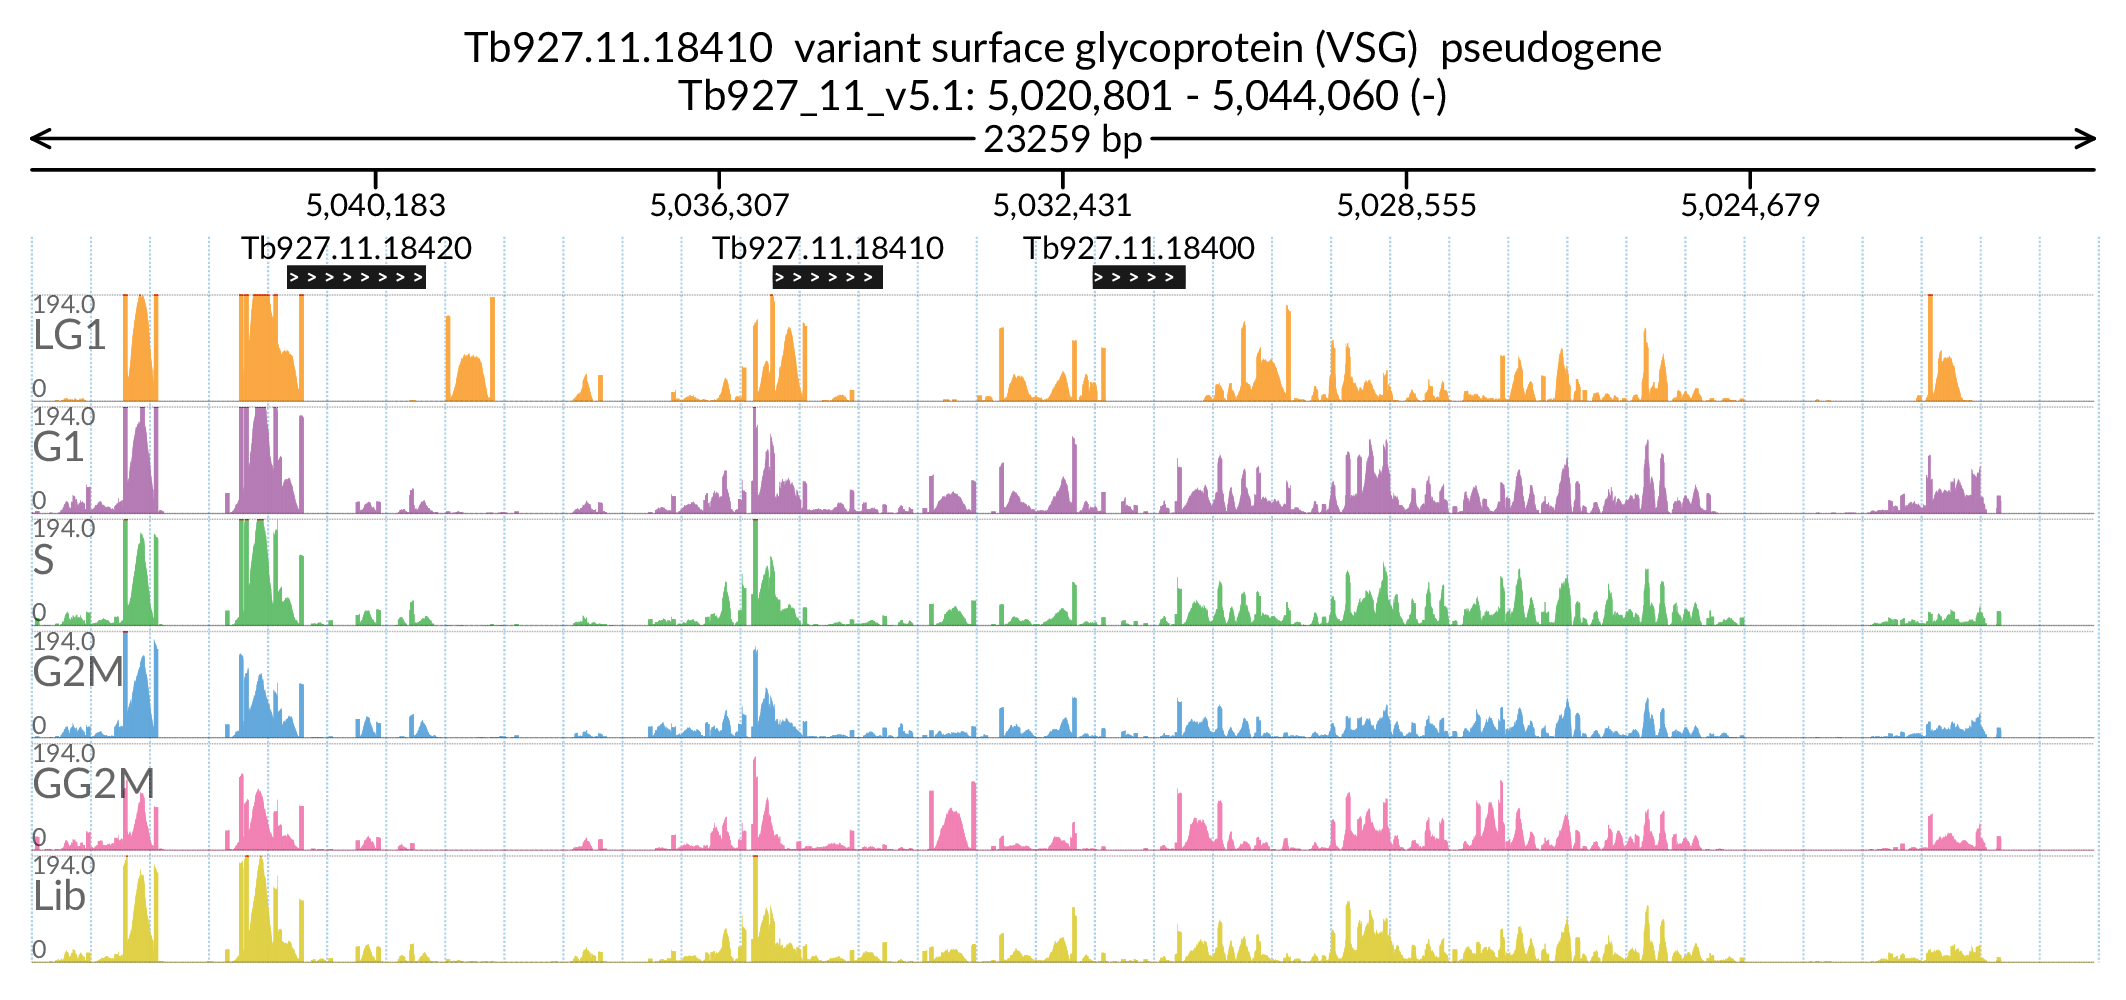 Tb927.11.18410  variant surface glycoprotein (VSG)  pseudogene
Tb927_11_v5.1: 5,020,801 - 5,044,060 (-)
23259 bp
5,040,183 5,036,307 5,032,431 5,028,555 5,024,679
Tb927.11.18420 Tb927.11.18410 Tb927.11.18400
194.0
LG1
0
194.0
G1
0
194.0
S
0
194.0
G2M
0
194.0
GG2M
0
194.0
Lib
0